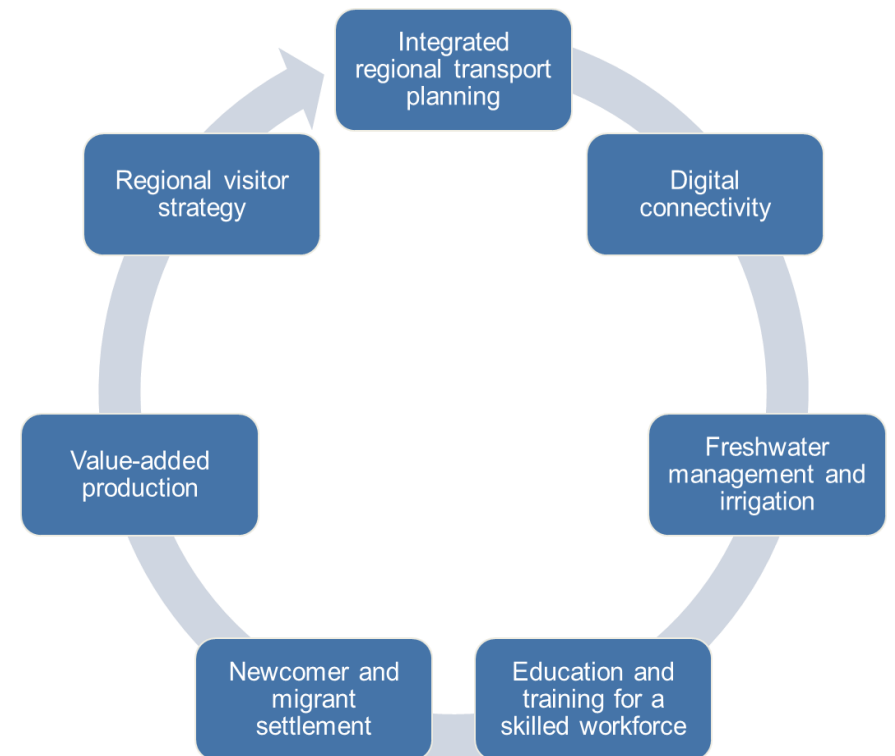 Integrated
regional transport
planning
Digital
connectivity
Freshwater
management and
irrigation
Education and
training for a
skilled workforce
Newcomer and
migrant
settlement
Value-added
production
Regional visitor
strategy